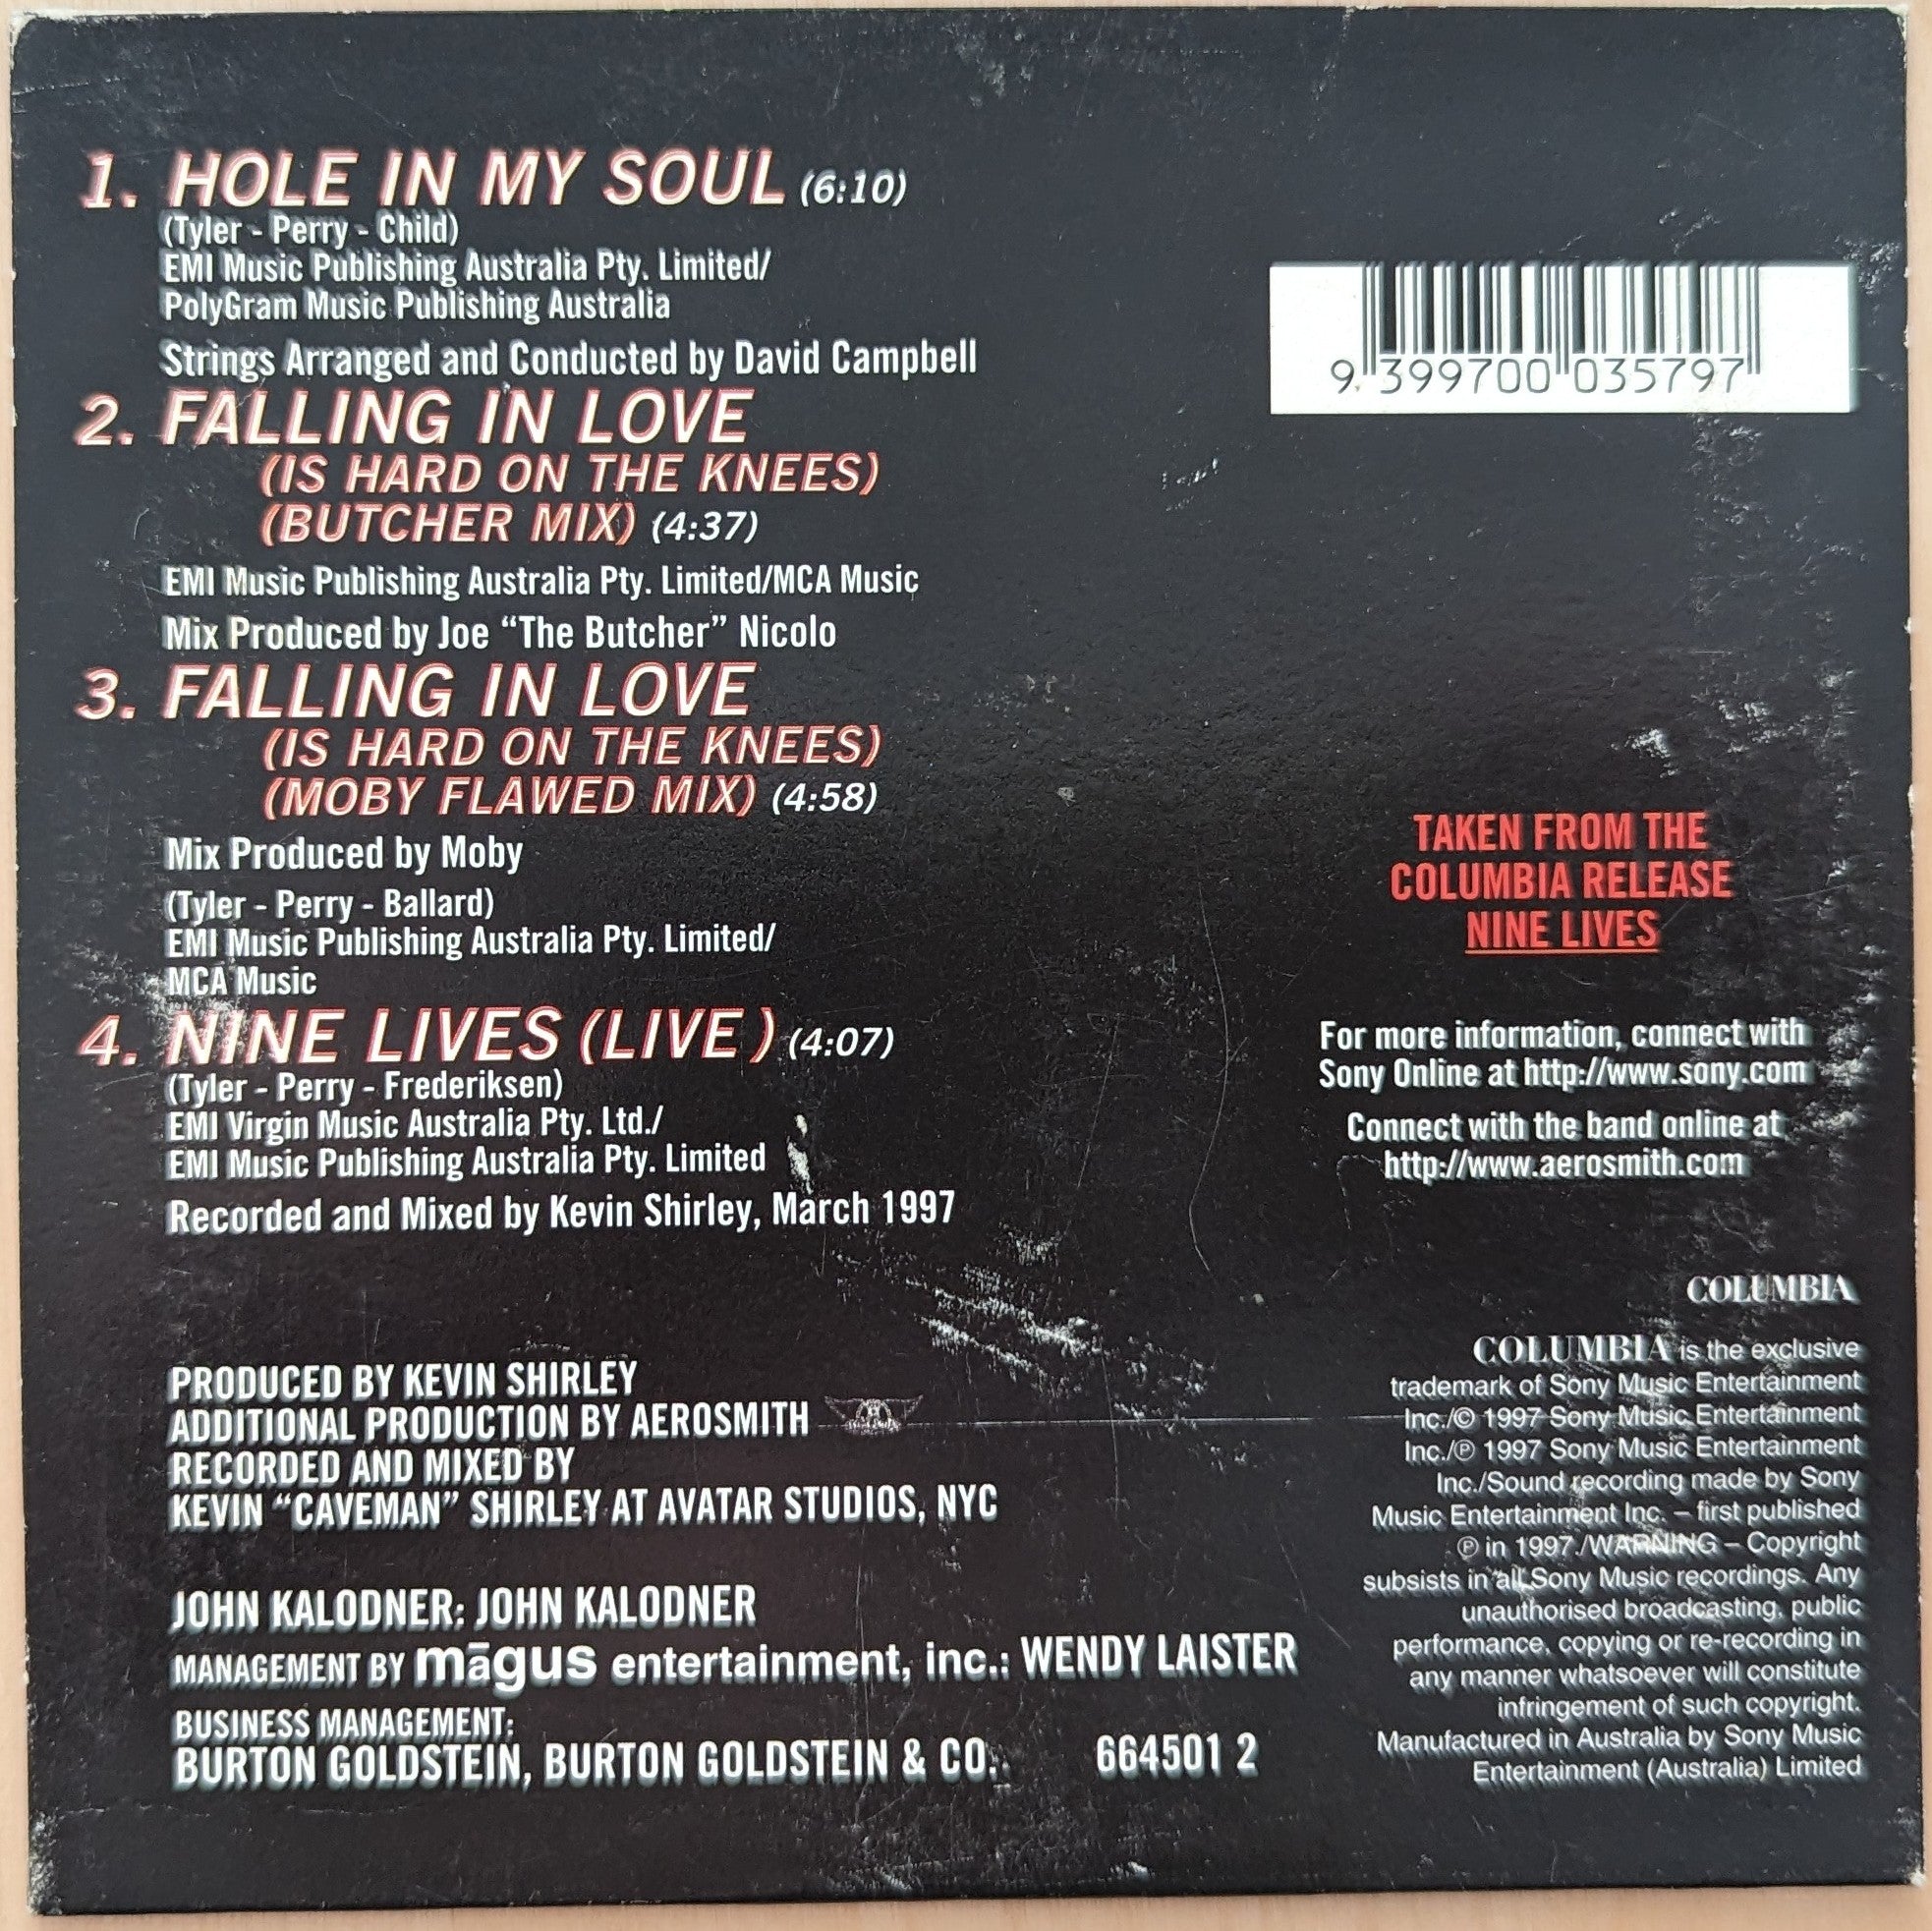 1. HOLE IN MY SOUL (6:10)
(Tyler - Perry - Child)
EMI Music Publishing Australia Pty. Limited/
PolyGram Music Publishing Australia
Strings Arranged and Conducted by David Campbell
2. FALLING IN LOVE
(IS HARD ON THE KNEES)
(BUTCHER MIX) (4:37)
EMI Music Publishing Australia Pty. Limited/MCA Music
Mix Produced by Joe “The Butcher” Nicolo
3. FALLING IN LOVE
(IS HARD ON THE KNEES)
(MOBY FLAWED MIX) (4:58)
Mix Produced by Moby
(Tyler - Perry - Ballard)
EMI Music Publishing Australia Pty. Limited/
MCA Music
4. NINE LIVES (LIVE ) (4:07)
(Tyler - Perry - Frederiksen)
EMI Virgin Music Australia Pty. Ltd./
EMI Music Publishing Australia Pty. Limited
Recorded and Mixed by Kevin Shirley, March 1997
PRODUCED BY KEVIN SHIRLEY
ADDITIONAL PRODUCTION BY AEROSMITH
RECORDED AND MIXED BY
KEVIN “CAVEMAN” SHIRLEY AT AVATAR STUDIOS, NYC
JOHN KALODNER: JOHN KALODNER
MANAGEMENT BY māgus entertainment, inc.: WENDY LAISTER
BUSINESS MANAGEMENT:
BURTON GOLDSTEIN, BURTON GOLDSTEIN & CO.
664501 2
9 399700 035797
TAKEN FROM THE
COLUMBIA RELEASE
NINE LIVES
For more information, connect with
Sony Online at http://www.sony.com
Connect with the band online at
http://www.aerosmith.com
COLUMBIA
COLUMBIA is the exclusive
trademark of Sony Music Entertainment
Inc./© 1997 Sony Music Entertainment
Inc./℗ 1997 Sony Music Entertainment
Inc./Sound recording made by Sony
Music Entertainment Inc. – first published
℗ in 1997./WARNING – Copyright
subsists in all Sony Music recordings. Any
unauthorised broadcasting, public
performance, copying or re-recording in
any manner whatsoever will constitute
infringement of such copyright.
Manufactured in Australia by Sony Music
Entertainment (Australia) Limited